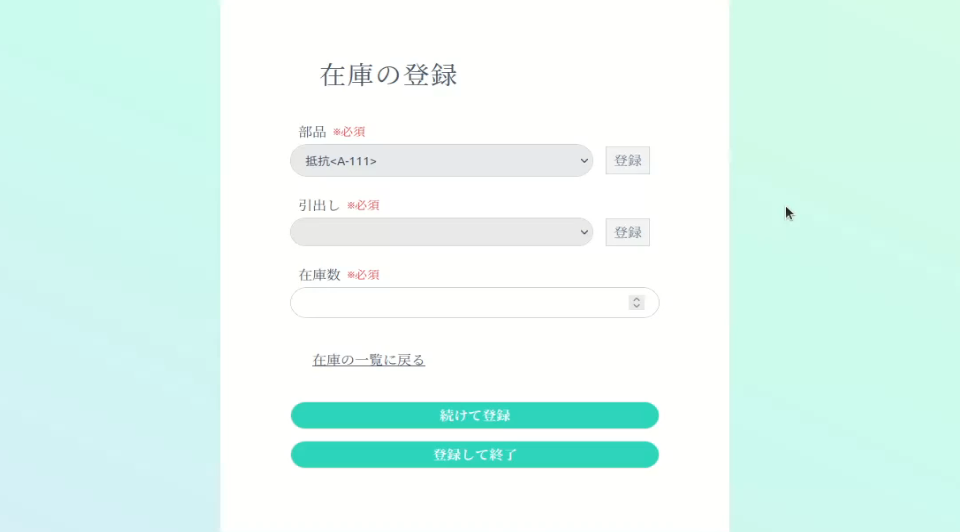 在庫の登録
部品 ※必須
抵抗<A-111> 登録
引出し ※必須
登録
在庫数 ※必須
在庫の一覧に戻る
続けて登録
登録して終了